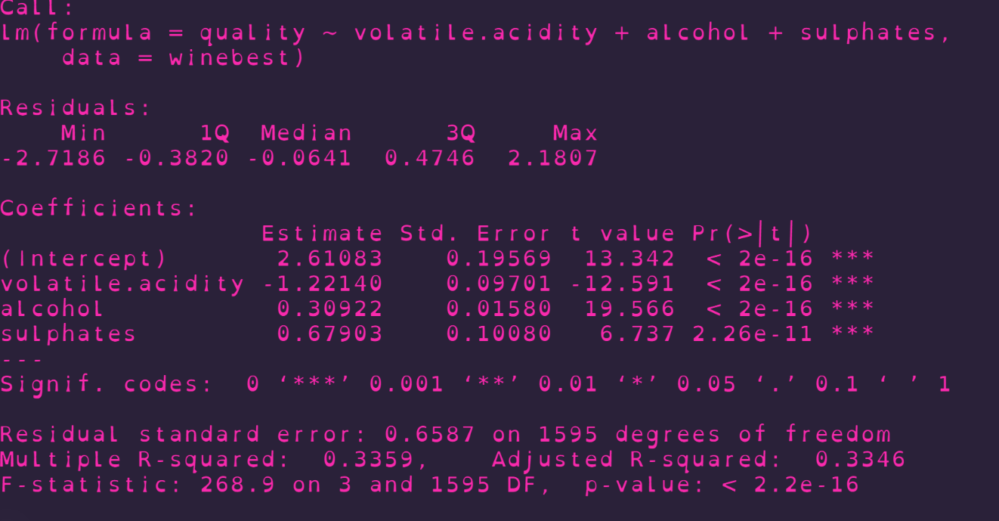 Call:
lm(formula = quality ~ volatile.acidity + alcohol + sulphates,
    data = winebest)
Residuals:
    Min      1Q  Median      3Q     Max
-2.7186 -0.3820 -0.0641  0.4746  2.1807
Coefficients:
                 Estimate Std. Error t value Pr(>|t|)
(Intercept)       2.61083    0.19569  13.342  < 2e-16 ***
volatile.acidity -1.22140    0.09701 -12.591  < 2e-16 ***
alcohol           0.30922    0.01580  19.566  < 2e-16 ***
sulphates         0.67903    0.10080   6.737 2.26e-11 ***
---
Signif. codes:  0 ‘***’ 0.001 ‘**’ 0.01 ‘*’ 0.05 ‘.’ 0.1 ‘ ’ 1
Residual standard error: 0.6587 on 1595 degrees of freedom
Multiple R-squared:  0.3359,    Adjusted R-squared:  0.3346
F-statistic: 268.9 on 3 and 1595 DF,  p-value: < 2.2e-16